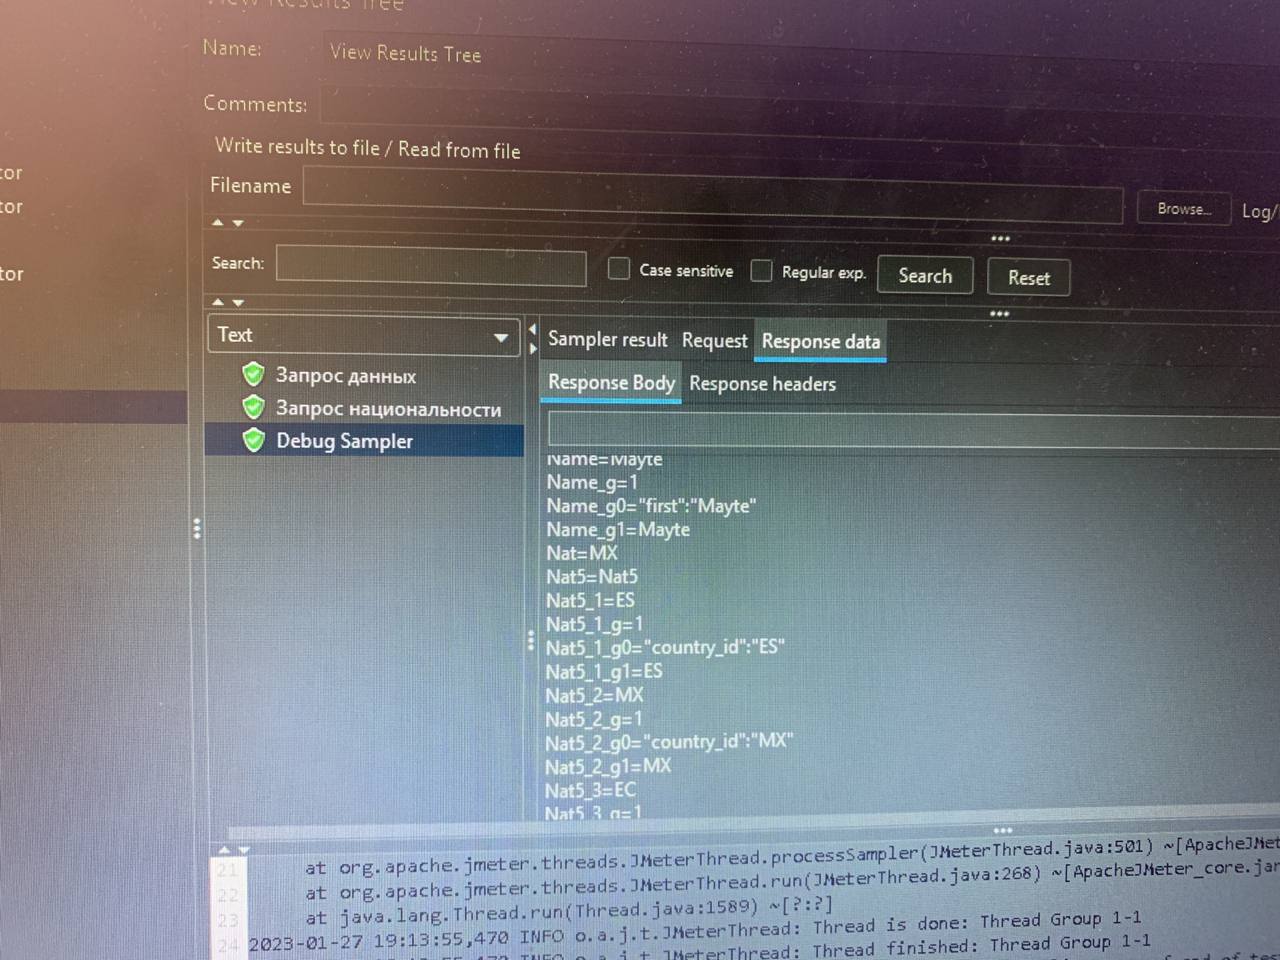 View Results Tree
Name: View Results Tree
Comments:
Write results to file / Read from file
Filename Browse... Log/
Search: Case sensitive Regular exp. Search Reset
Text
Запрос данных
Запрос национальности
Debug Sampler
Sampler result Request Response data
Response Body Response headers
Name=Mayte
Name_g=1
Name_g0="first":"Mayte"
Name_g1=Mayte
Nat=MX
Nat5=Nat5
Nat5_1=ES
Nat5_1_g=1
Nat5_1_g0="country_id":"ES"
Nat5_1_g1=ES
Nat5_2=MX
Nat5_2_g=1
Nat5_2_g0="country_id":"MX"
Nat5_2_g1=MX
Nat5_3=EC
Nat5_3_g=1
tor
tor
tor
21 at org.apache.jmeter.threads.JMeterThread.processSampler(JMeterThread.java:501) ~[ApacheJMet
22 at org.apache.jmeter.threads.JMeterThread.run(JMeterThread.java:268) ~[ApacheJMeter_core.jar
23 at java.lang.Thread.run(Thread.java:1589) ~[?:?]
24 2023-01-27 19:13:55,470 INFO o.a.j.t.JMeterThread: Thread is done: Thread Group 1-1
INFO o.a.j.t.JMeterThread: Thread finished: Thread Group 1-1